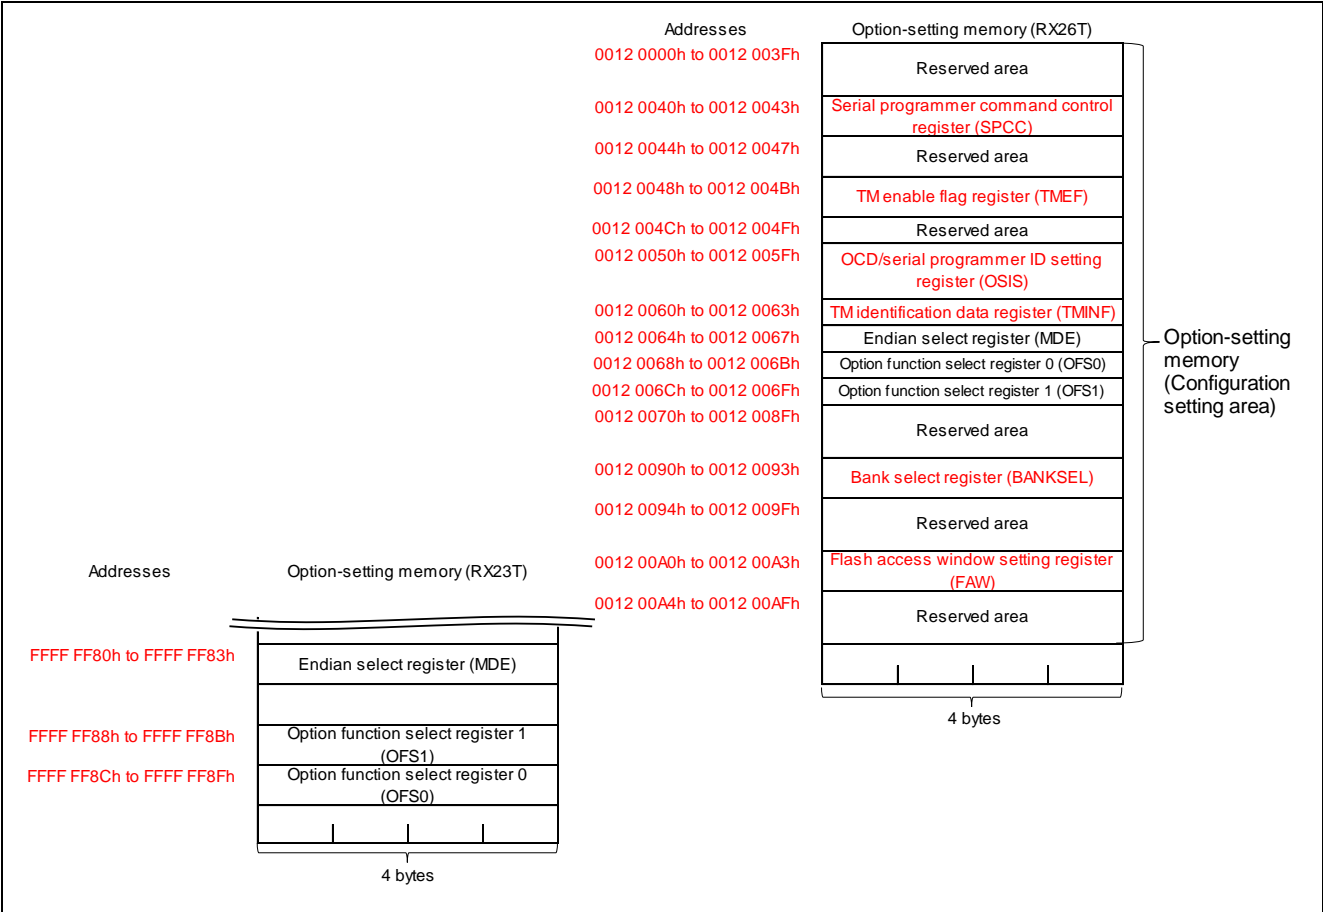 Addresses Option-setting memory (RX26T)
0012 0000h to 0012 003Fh
Reserved area
0012 0040h to 0012 0043h
Serial programmer command control
register (SPCC)
0012 0044h to 0012 0047h
Reserved area
0012 0048h to 0012 004Bh
TM enable flag register (TMEF)
0012 004Ch to 0012 004Fh
Reserved area
0012 0050h to 0012 005Fh
OCD/serial programmer ID setting
register (OSIS)
0012 0060h to 0012 0063h
TM identification data register (TMINF)
0012 0064h to 0012 0067h
Endian select register (MDE)
0012 0068h to 0012 006Bh
Option function select register 0 (OFS0)
0012 006Ch to 0012 006Fh
Option function select register 1 (OFS1)
0012 0070h to 0012 008Fh
Reserved area
0012 0090h to 0012 0093h
Bank select register (BANKSEL)
0012 0094h to 0012 009Fh
Reserved area
0012 00A0h to 0012 00A3h
Flash access window setting register
(FAW)
0012 00A4h to 0012 00AFh
Reserved area
Option-setting
memory
(Configuration
setting area)
4 bytes
Addresses Option-setting memory (RX23T)
FFFF FF80h to FFFF FF83h
Endian select register (MDE)
FFFF FF88h to FFFF FF8Bh
Option function select register 1
(OFS1)
FFFF FF8Ch to FFFF FF8Fh
Option function select register 0
(OFS0)
4 bytes